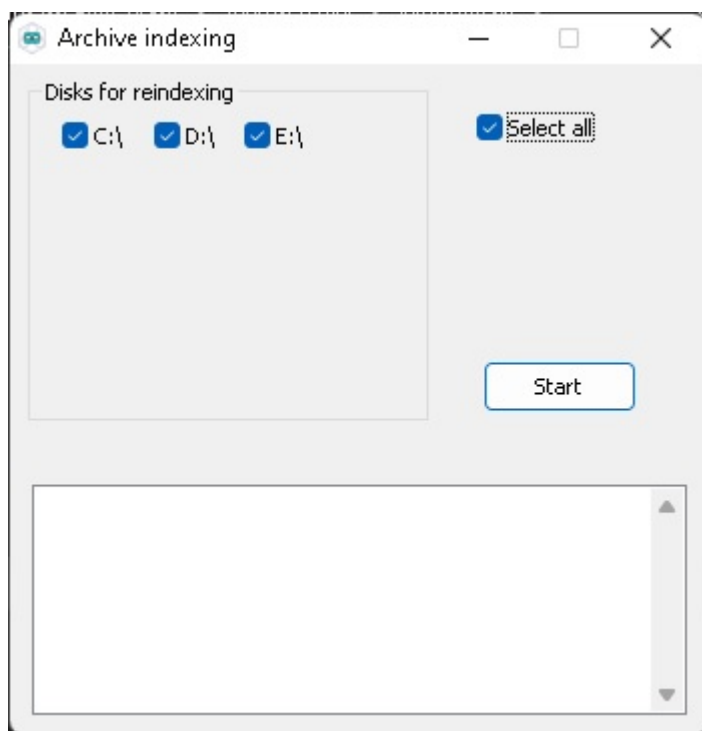 Archive indexing
Disks for reindexing
C:\ D:\ E:\
Select all
Start